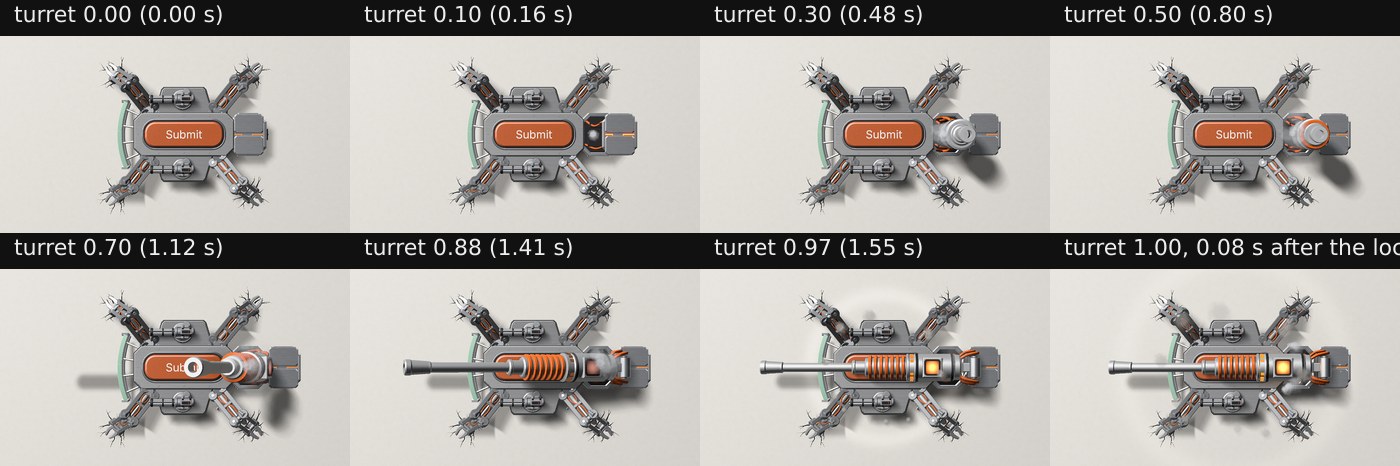 turret 0.00 (0.00 s)
turret 0.10 (0.16 s)
turret 0.30 (0.48 s)
turret 0.50 (0.80 s)
Submit
Submit
Submit
Submit
turret 0.70 (1.12 s)
turret 0.88 (1.41 s)
turret 0.97 (1.55 s)
turret 1.00, 0.08 s after the loc
Sub